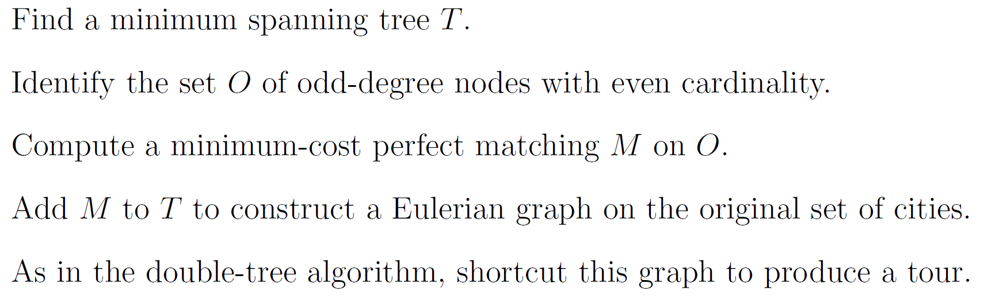 Find a minimum spanning tree T.
Identify the set O of odd-degree nodes with even cardinality.
Compute a minimum-cost perfect matching M on O.
Add M to T to construct a Eulerian graph on the original set of cities.
As in the double-tree algorithm, shortcut this graph to produce a tour.